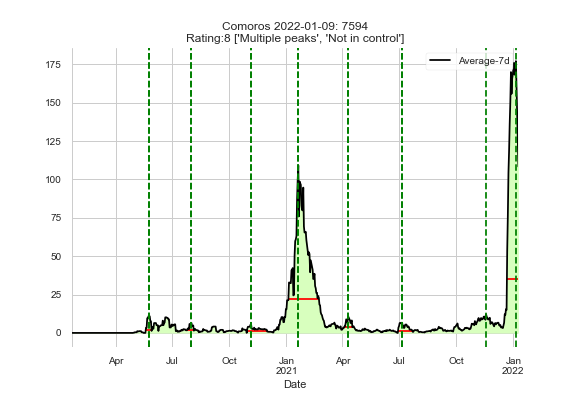 Comoros 2022-01-09: 7594
Rating:8 ['Multiple peaks', 'Not in control']
Average-7d
175
150
125
100
75
50
25
0
Apr Jul Oct Jan Apr Jul Oct Jan
2021 2022
Date